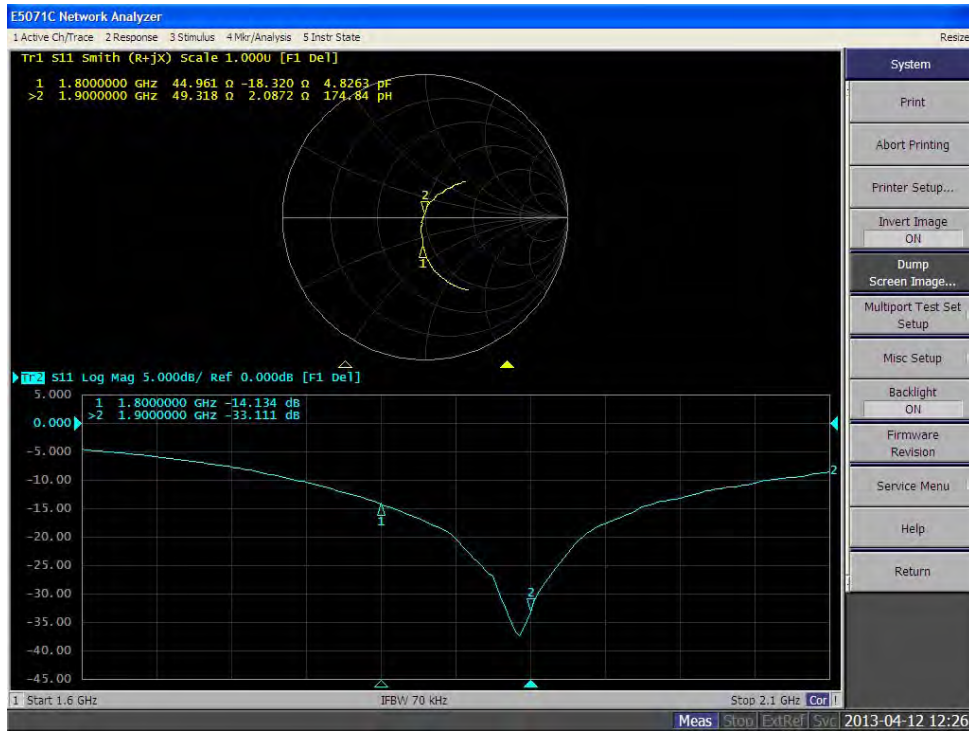 E5071C Network Analyzer
1 Active Ch/Trace 2 Response 3 Stimulus 4 Mkr/Analysis 5 Instr State Resize
Tr1 S11 Smith (R+jX) Scale 1.000U [F1 Del]
1 1.8000000 GHz 44.961 Ω -18.320 Ω 4.8263 pF
>2 1.9000000 GHz 49.318 Ω 2.0872 Ω 174.84 pH
2
1
Tr2 S11 Log Mag 5.000dB/ Ref 0.000dB [F1 Del]
5.000
1 1.8000000 GHz -14.134 dB
>2 1.9000000 GHz -33.111 dB
0.000
-5.000
-10.00
-15.00
-20.00
-25.00
-30.00
-35.00
-40.00
-45.00
2
1
2
1 Start 1.6 GHz IFBW 70 kHz Stop 2.1 GHz Cor !
System
Print
Abort Printing
Printer Setup...
Invert Image
ON
Dump
Screen Image...
Multiport Test Set
Setup
Misc Setup
Backlight
ON
Firmware
Revision
Service Menu
Help
Return
Meas Stop ExtRef Svc 2013-04-12 12:26